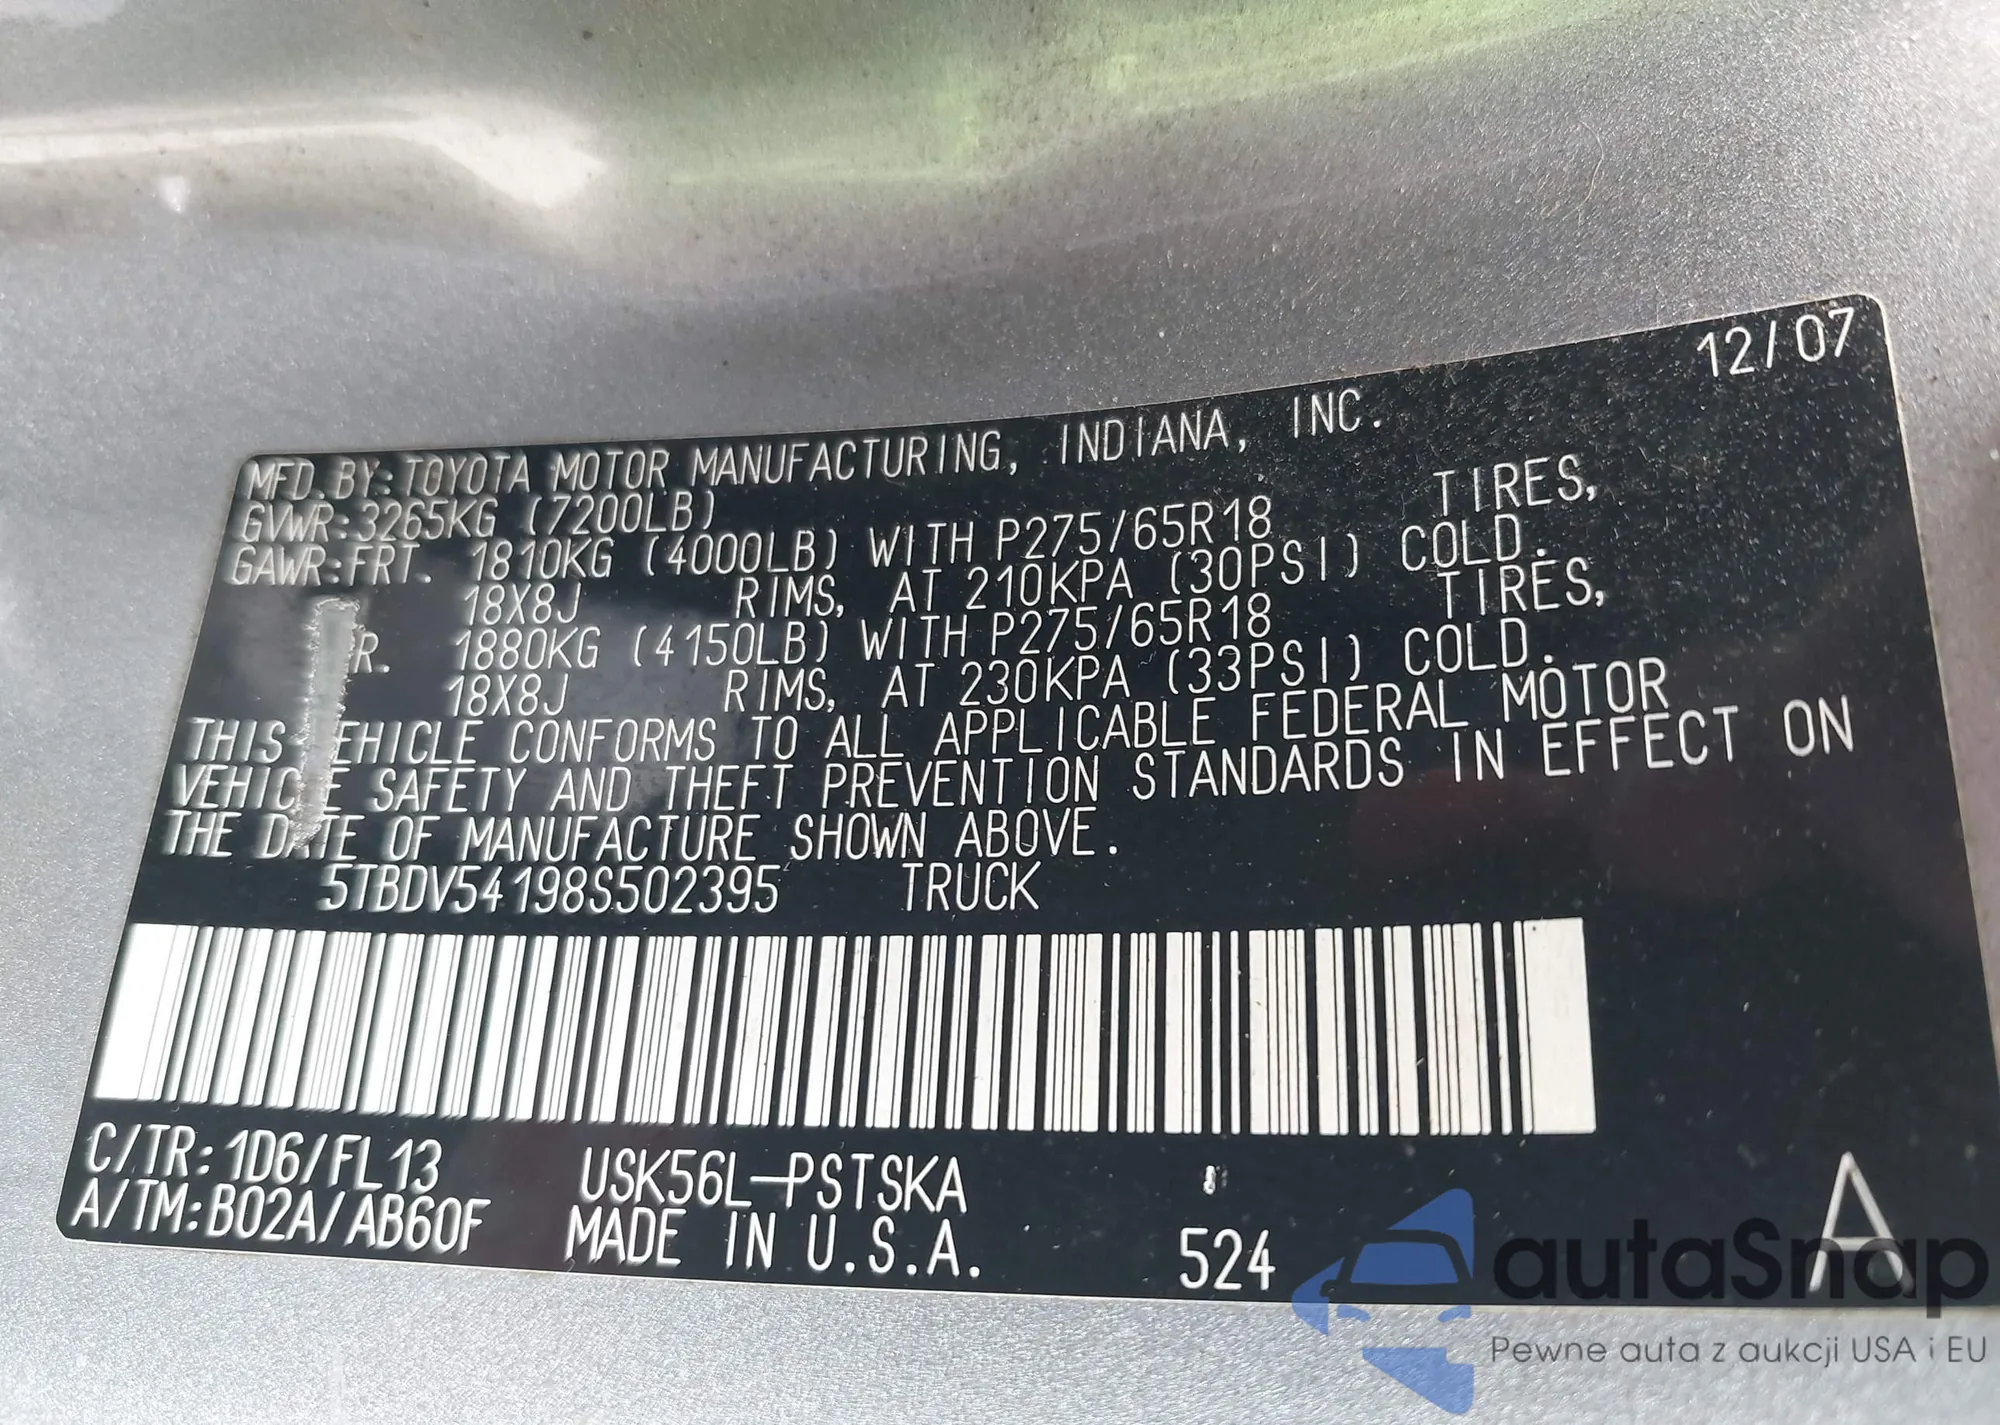 12/07
MFD. BY: TOYOTA MOTOR MANUFACTURING, INDIANA, INC.
GVWR: 3265KG (7200LB)
GAWR: FRT. 1810KG (4000LB) WITH P275/65R18 TIRES,
18X8J RIMS, AT 210KPA (30PSI) COLD.
R. 1880KG (4150LB) WITH P275/65R18 TIRES,
18X8J RIMS, AT 230KPA (33PSI) COLD.
THIS VEHICLE CONFORMS TO ALL APPLICABLE FEDERAL MOTOR
VEHICLE SAFETY AND THEFT PREVENTION STANDARDS IN EFFECT ON
THE DATE OF MANUFACTURE SHOWN ABOVE.
5TBDV54198S502395 TRUCK
C/TR: 1D6/FL13 USK56L-PSTSKA
A/TM: B02A/AB60F MADE IN U.S.A. 524 A
autaSnap
Pewne auta z aukcji USA i EU